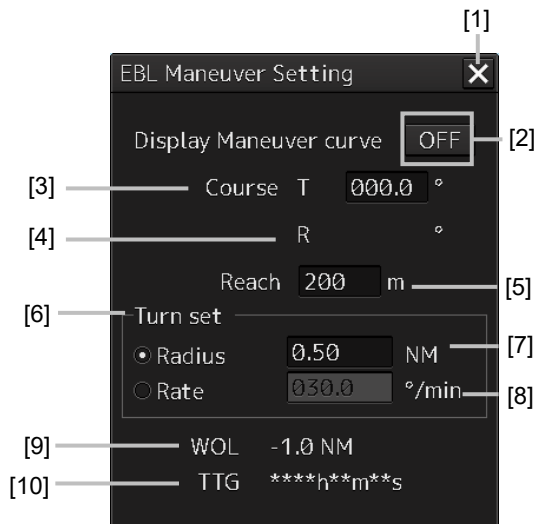 [1]
EBL Maneuver Setting
Display Maneuver curve OFF [2]
[3] Course T 000.0 °
[4] R °
Reach 200 m [5]
[6] Turn set
Radius 0.50 NM [7]
Rate 030.0 °/min [8]
[9] WOL -1.0 NM
[10] TTG ****h**m**s